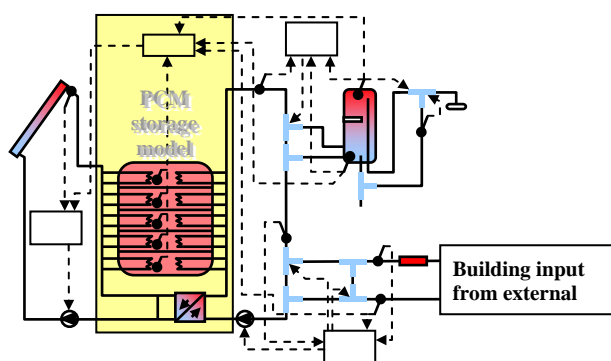 PCM
storage
model
Building input
from external